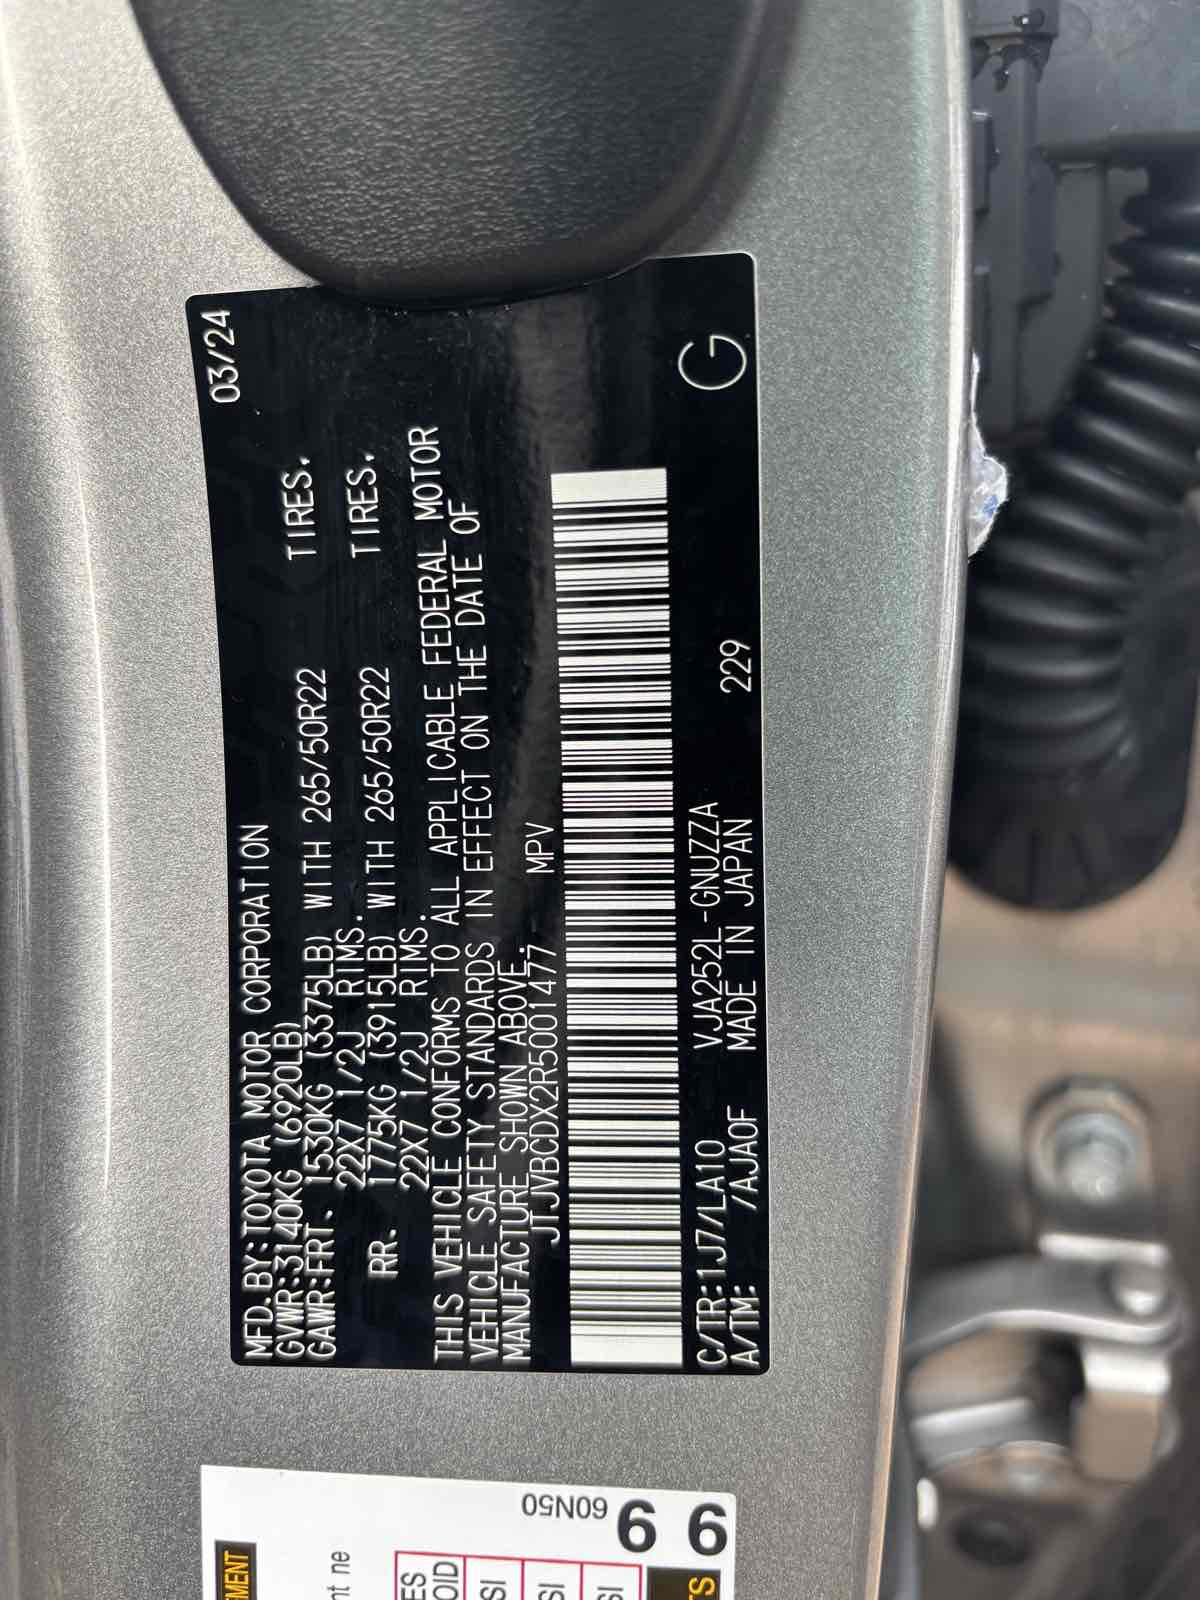 MFD.BY:TOYOTA MOTOR CORPORATION 03/24
GVWR:3140KG (6920LB)
GAWR:FRT. 1530KG (3375LB) WITH 265/50R22 TIRES.
22X7 1/2J RIMS.
RR. 1775KG (3915LB) WITH 265/50R22 TIRES.
22X7 1/2J RIMS.
THIS VEHICLE CONFORMS TO ALL APPLICABLE FEDERAL MOTOR
VEHICLE SAFETY STANDARDS IN EFFECT ON THE DATE OF
MANUFACTURE SHOWN ABOVE.
JTJVBCDX2R5001477 MPV
C/TR:1J7/LA10 VJA252L-GNUZZA G
A/TM: /AJA0F MADE IN JAPAN 229
60N50
99